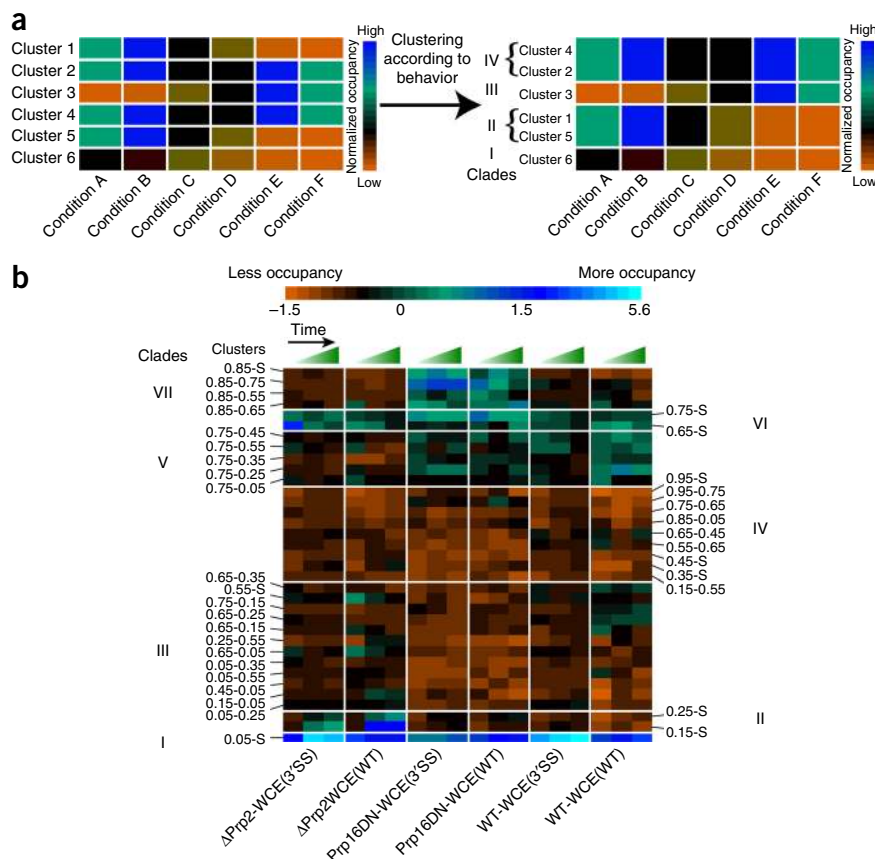 a
Cluster 1
Cluster 2
Cluster 3
Cluster 4
Cluster 5
Cluster 6
Condition A
Condition B
Condition C
Condition D
Condition E
Condition F
High
Normalized occupancy
Low
Clustering
according to
behavior
IV
III
II
I
Clades
Cluster 4
Cluster 2
Cluster 3
Cluster 1
Cluster 5
Cluster 6
Condition A
Condition B
Condition C
Condition D
Condition E
Condition F
High
Normalized occupancy
Low
b
Less occupancy
More occupancy
−1.5
0
1.5
5.6
Time
Clades
Clusters
VII
0.85-S
0.85-0.75
0.85-0.55
0.85-0.65
0.75-S
0.65-S
VI
V
0.75-0.45
0.75-0.55
0.75-0.35
0.75-0.25
0.75-0.05
0.95-S
0.95-0.75
0.75-0.65
0.85-0.05
0.65-0.45
0.55-0.65
0.45-S
0.35-S
0.15-0.55
IV
III
0.65-0.35
0.55-S
0.75-0.15
0.65-0.25
0.65-0.15
0.25-0.55
0.65-0.05
0.05-0.35
0.05-0.55
0.45-0.05
0.15-0.05
0.05-0.25
0.25-S
0.15-S
II
I
0.05-S
ΔPrp2-WCE(3′SS)
ΔPrp2WCE(WT)
Prp16DN-WCE(3′SS)
Prp16DN-WCE(WT)
WT-WCE(3′SS)
WT-WCE(WT)